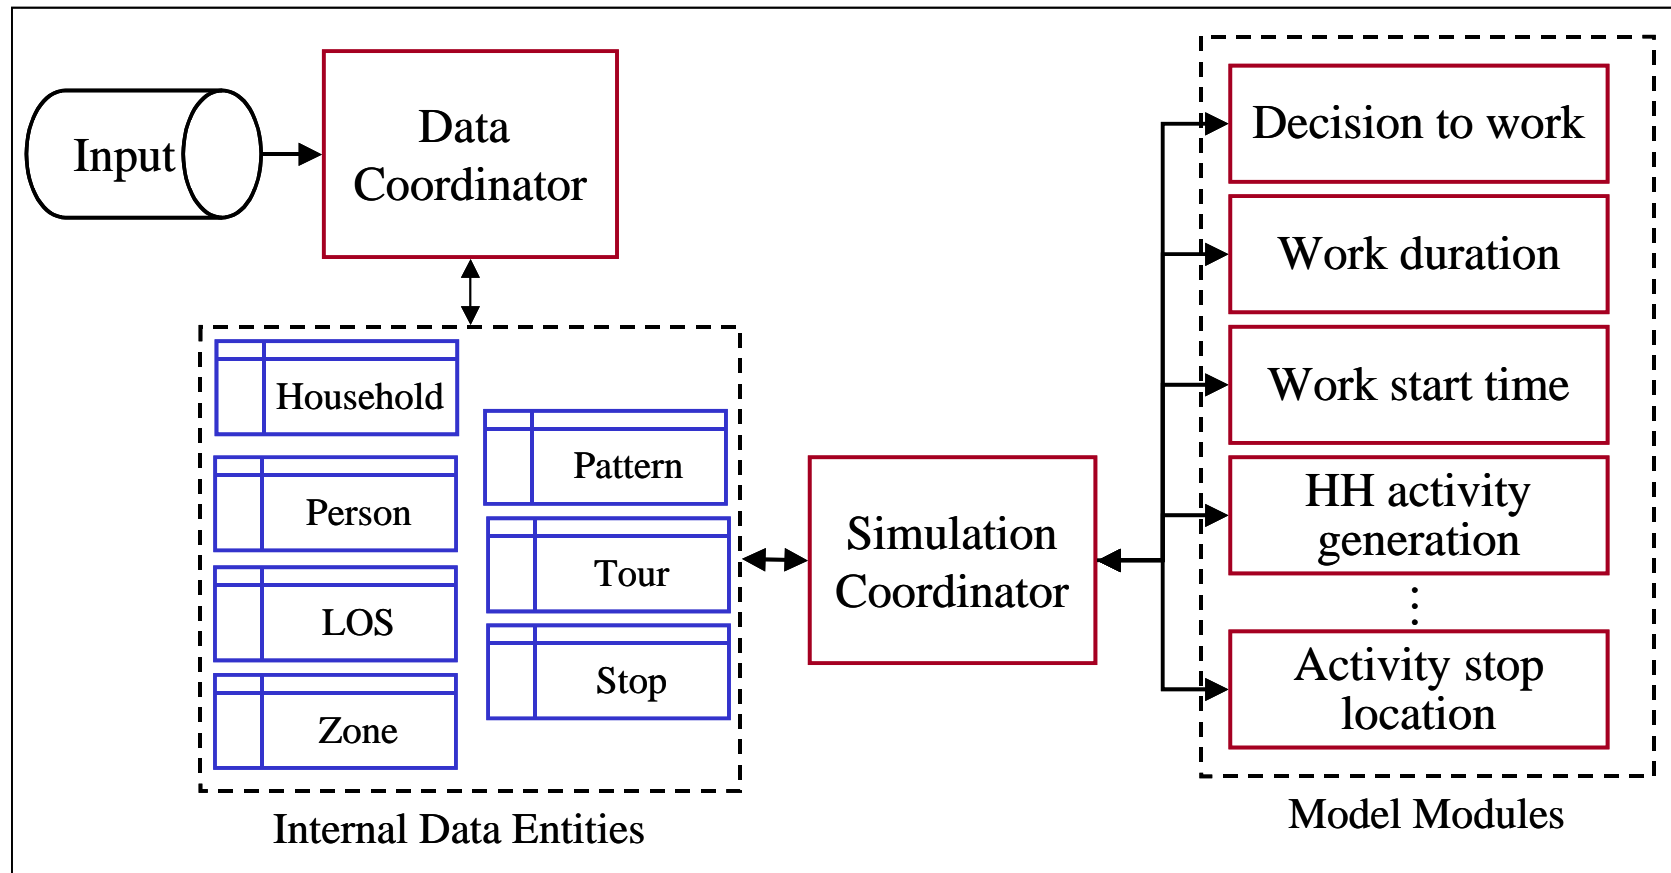 Input
Data
Coordinator
Household
Person
LOS
Zone
Pattern
Tour
Stop
Internal Data Entities
Simulation
Coordinator
Decision to work
Work duration
Work start time
HH activity
generation
Activity stop
location
Model Modules